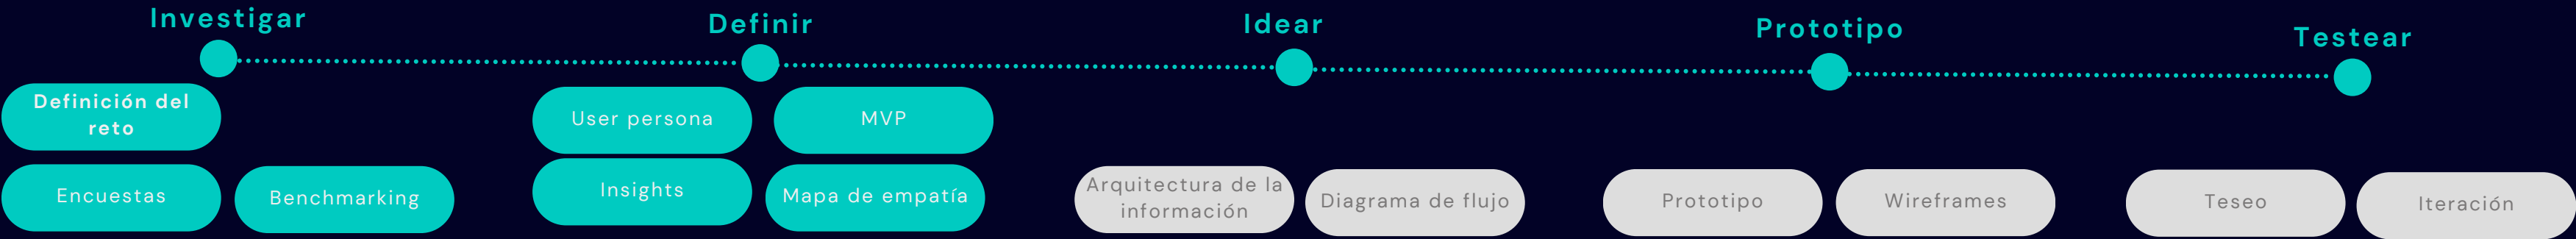 Investigar
Definir
Idear
Prototipo
Testear
Definición del
reto
Encuestas
Benchmarking
User persona
MVP
Insights
Mapa de empatía
Arquitectura de la
información
Diagrama de flujo
Prototipo
Wireframes
Teseo
Iteración